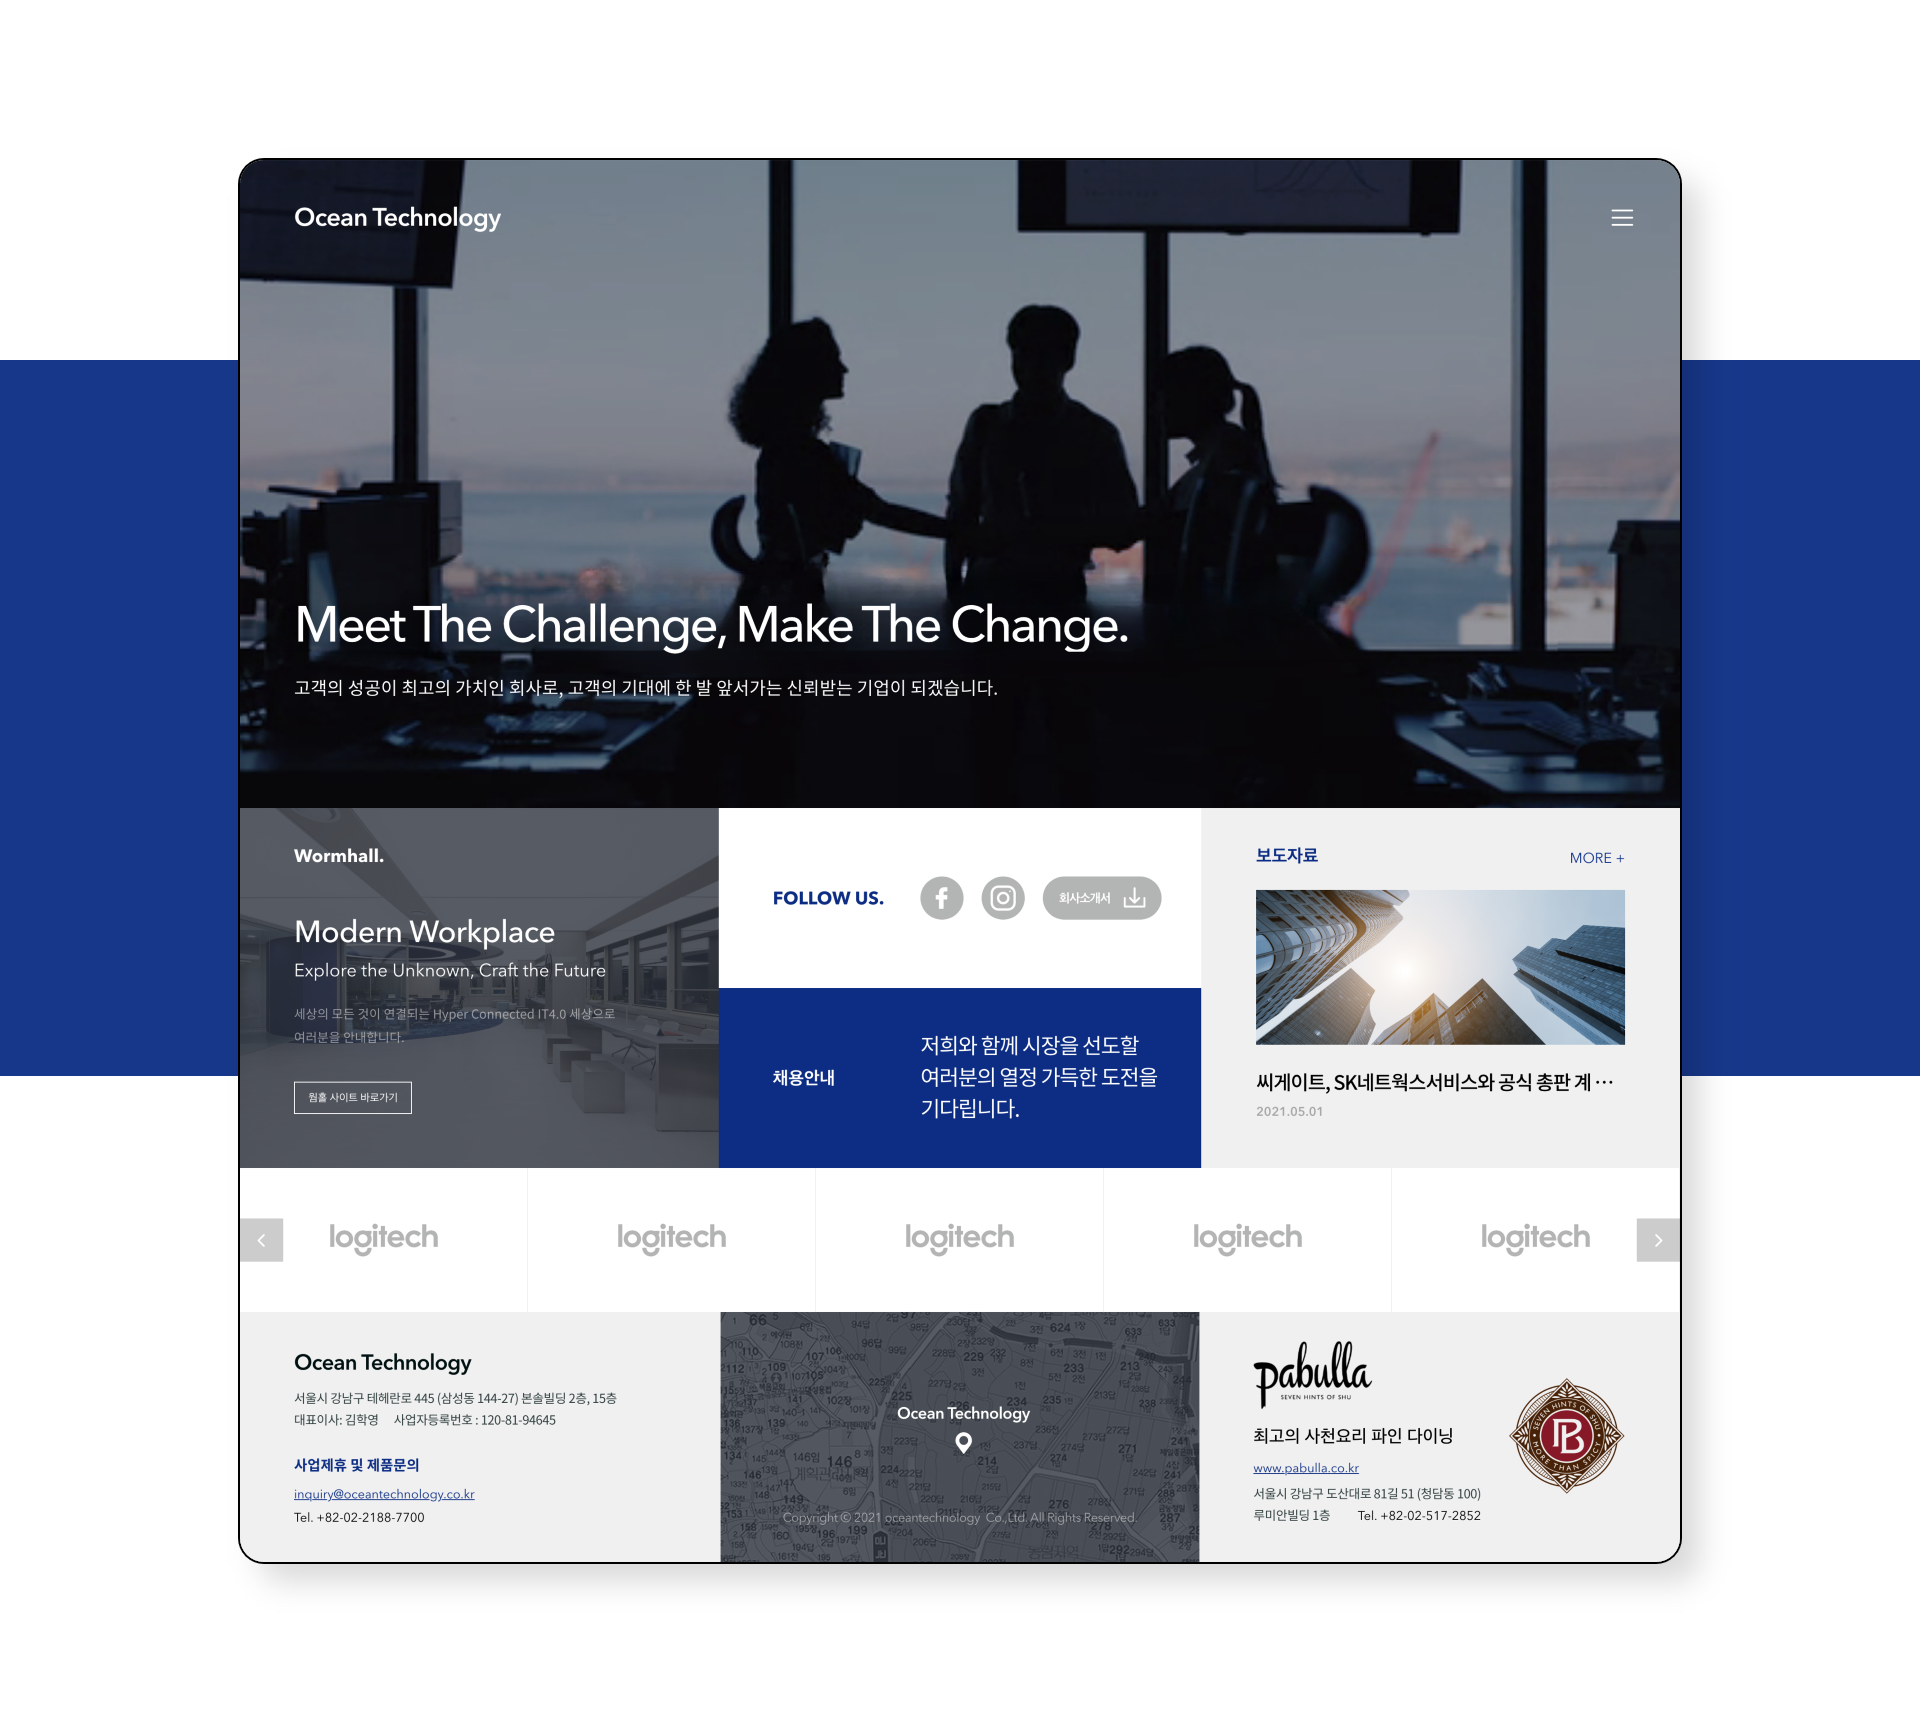 Ocean Technology
Meet The Challenge, Make The Change.
고객의 성공이 최고의 가치인 회사로, 고객의 기대에 한 발 앞서가는 신뢰받는 기업이 되겠습니다.
Wormhall.
Modern Workplace
Explore the Unknown, Craft the Future
세상의 모든 것이 연결되는 Hyper Connected IT4.0 세상으로
여러분을 안내합니다.
웜홀 사이트 바로가기
FOLLOW US.
회사소개서
채용안내
저희와 함께 시장을 선도할
여러분의 열정 가득한 도전을
기다립니다.
보도자료
MORE +
씨게이트, SK네트웍스서비스와 공식 총판 계 ···
2021.05.01
logitech
logitech
logitech
logitech
logitech
Ocean Technology
서울시 강남구 테헤란로 445 (삼성동 144-27) 본솔빌딩 2층, 15층
대표이사: 김학영 사업자등록번호 : 120-81-94645
사업제휴 및 제품문의
inquiry@oceantechnology.co.kr
Tel. +82-02-2188-7700
Ocean Technology
Copyright © 2021 oceantechnology Co.,Ltd. All Rights Reserved.
pabulla
SEVEN HINTS OF SHU
최고의 사천요리 파인 다이닝
www.pabulla.co.kr
서울시 강남구 도산대로 81길 51 (청담동 100)
루미안빌딩 1층 Tel. +82-02-517-2852
SEVEN HINTS OF SHU
PB
MORE THAN SPICY